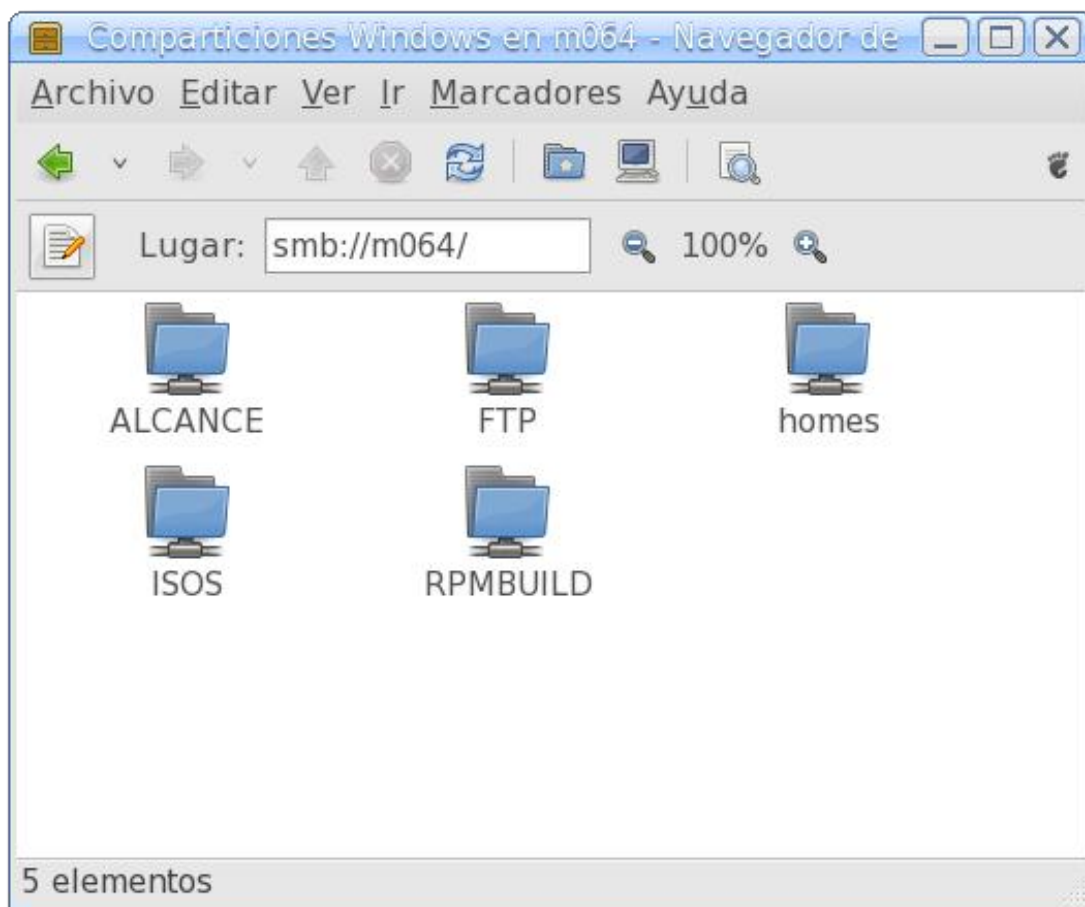 Comparticiones Windows en m064 - Navegador de
Archivo Editar Ver Ir Marcadores Ayuda
Lugar: smb://m064/ 100%
ALCANCE FTP homes
ISOS RPMBUILD
5 elementos